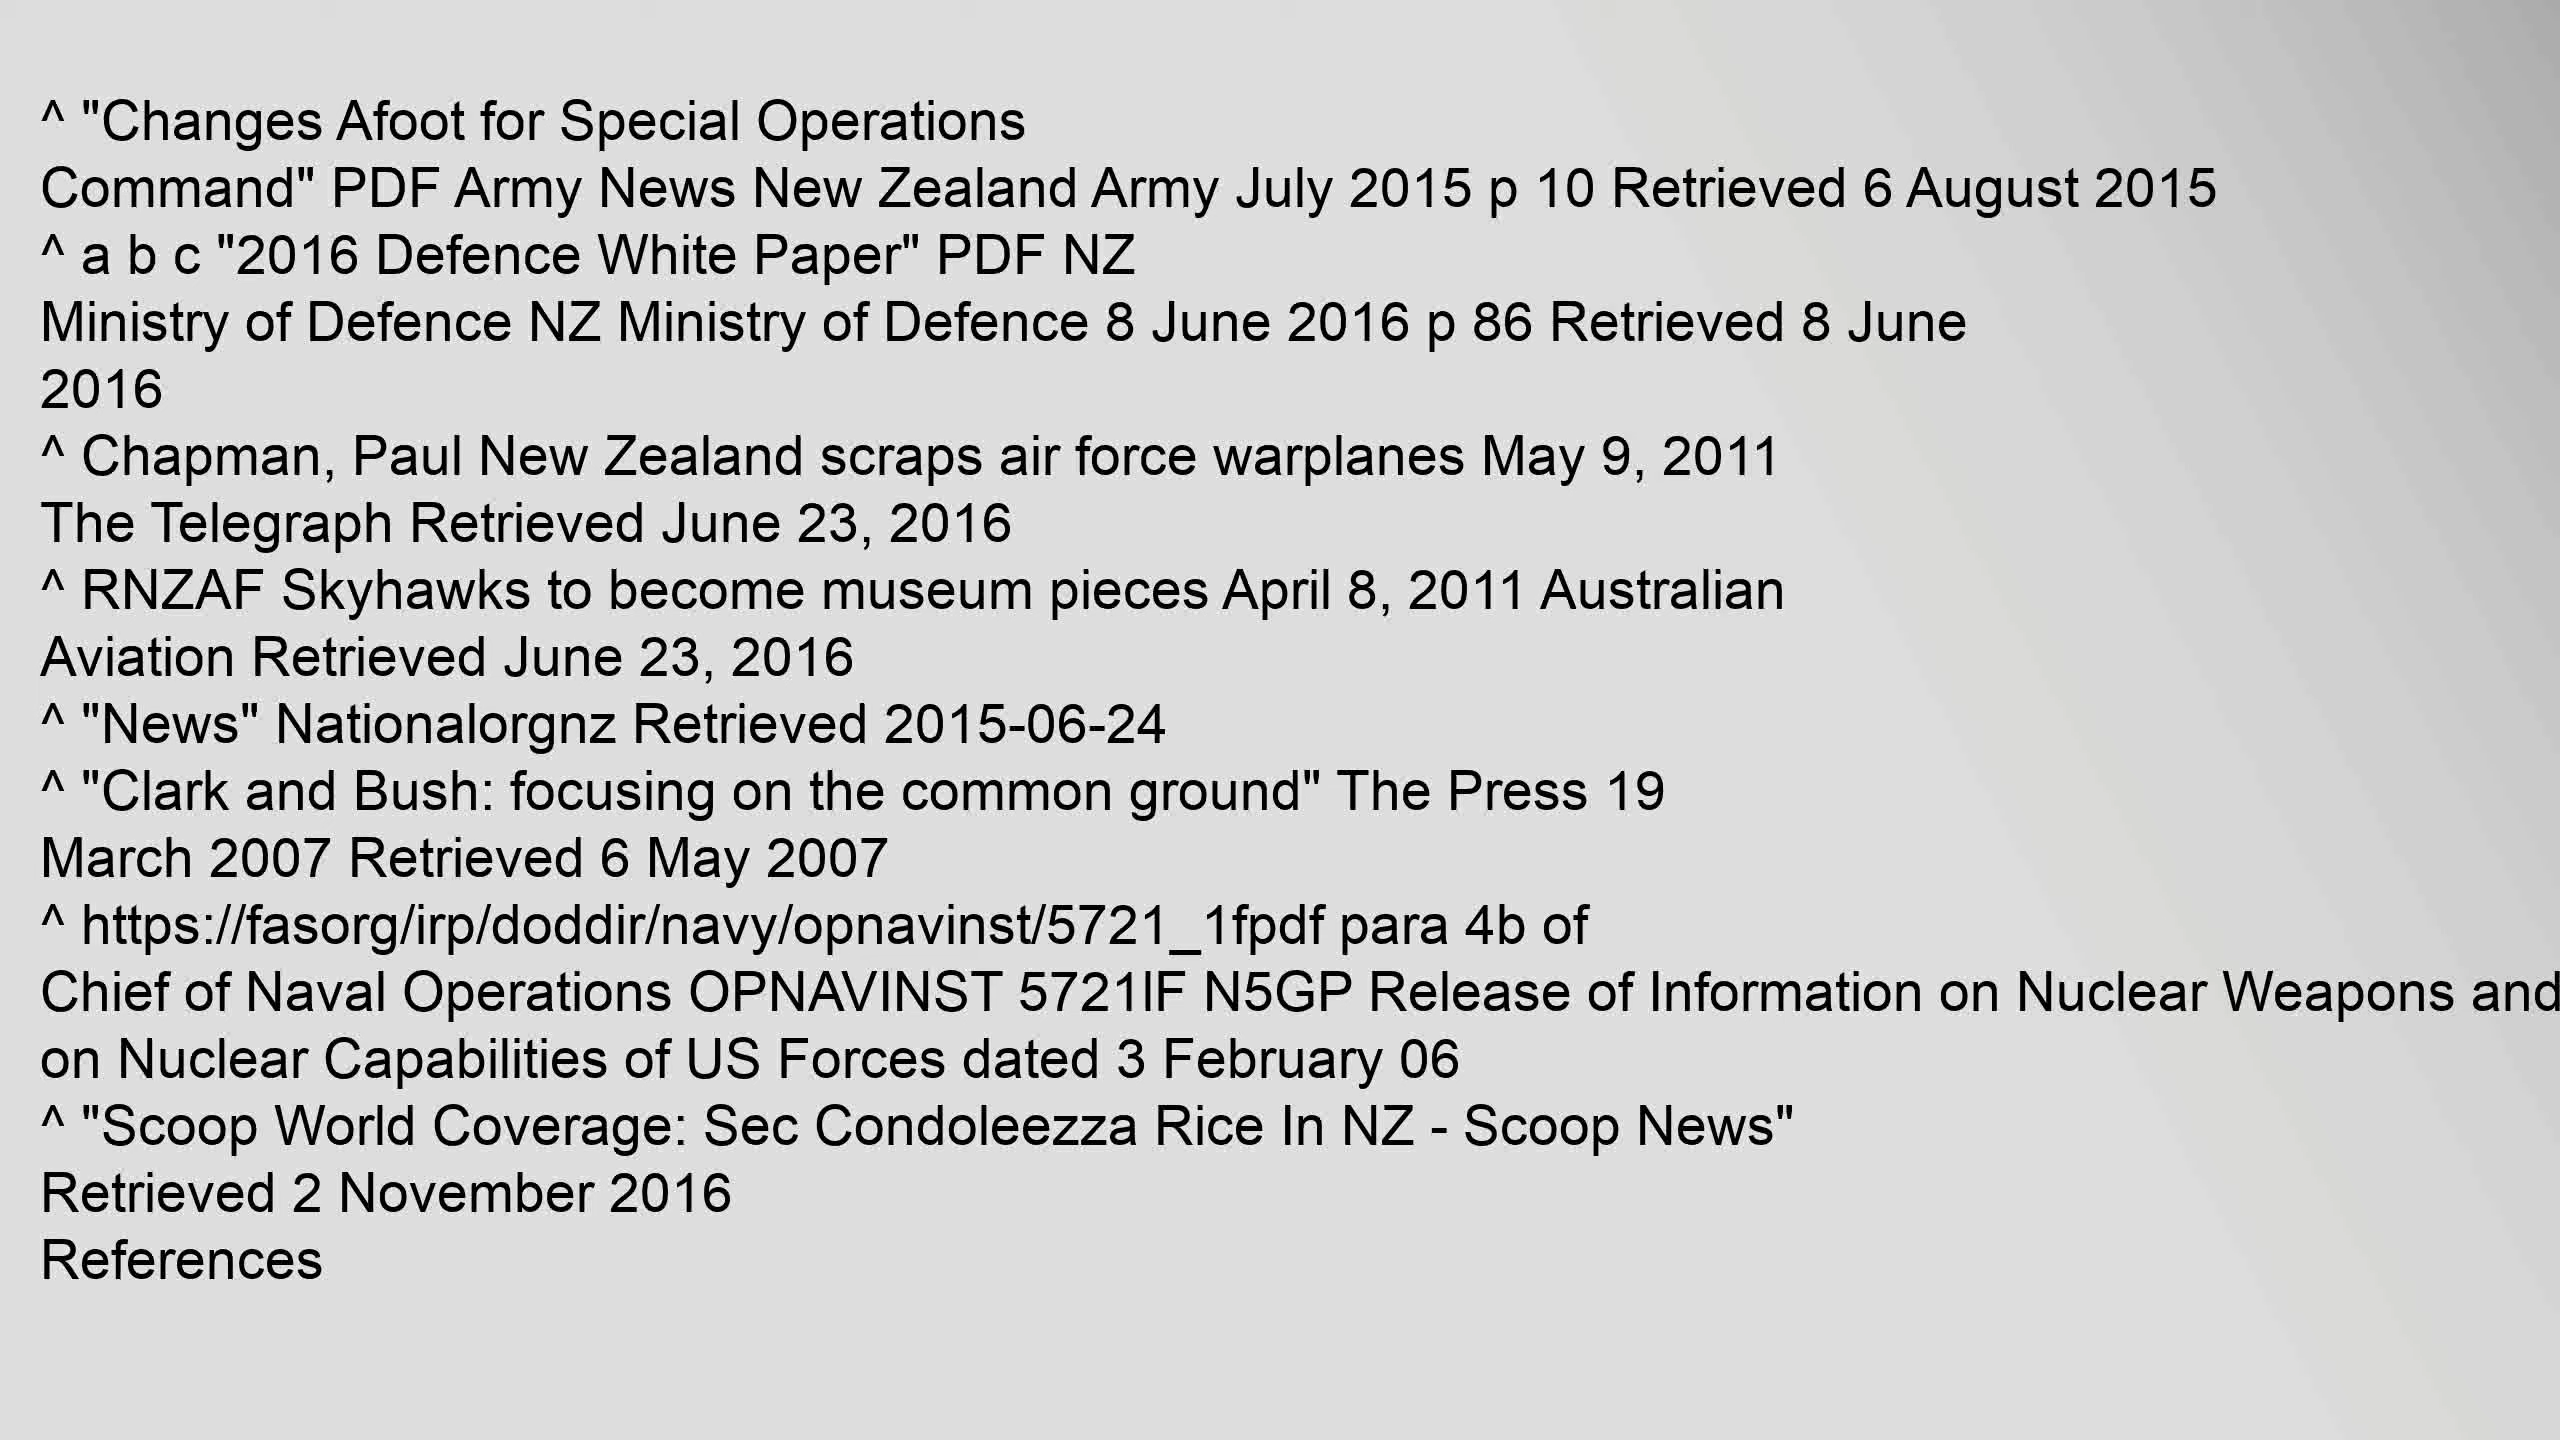 ^ "Changes Afoot for Special Operations
Command" PDF Army News New Zealand Army July 2015 p 10 Retrieved 6 August 2015
^ a b c "2016 Defence White Paper" PDF NZ
Ministry of Defence NZ Ministry of Defence 8 June 2016 p 86 Retrieved 8 June
2016
^ Chapman, Paul New Zealand scraps air force warplanes May 9, 2011
The Telegraph Retrieved June 23, 2016
^ RNZAF Skyhawks to become museum pieces April 8, 2011 Australian
Aviation Retrieved June 23, 2016
^ "News" Nationalorgnz Retrieved 2015-06-24
^ "Clark and Bush: focusing on the common ground" The Press 19
March 2007 Retrieved 6 May 2007
^ https://fasorg/irp/doddir/navy/opnavinst/5721_1fpdf para 4b of
Chief of Naval Operations OPNAVINST 5721lF N5GP Release of Information on Nuclear Weapons and
on Nuclear Capabilities of US Forces dated 3 February 06
^ "Scoop World Coverage: Sec Condoleezza Rice In NZ - Scoop News"
Retrieved 2 November 2016
References